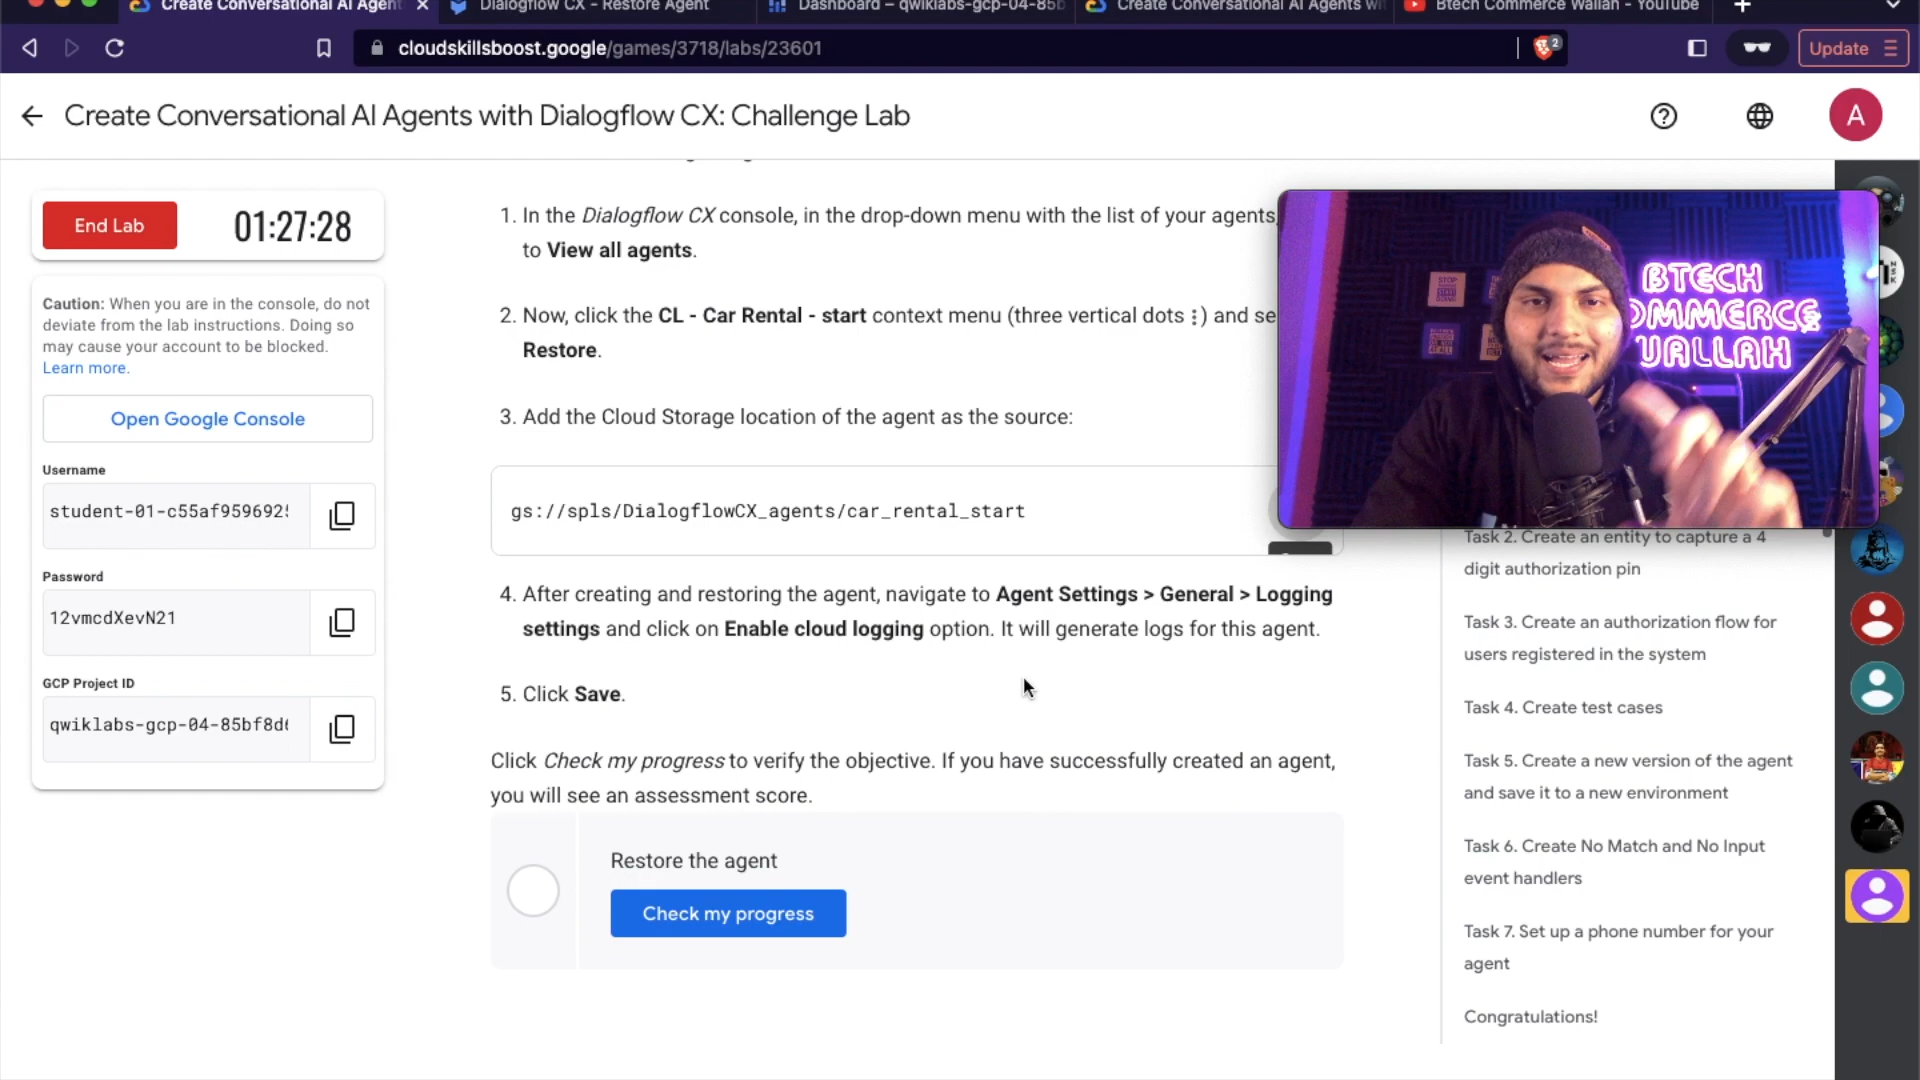 Create Conversational AI Agent
Dialogflow CX - Restore Agent
Dashboard – qwiklabs-gcp-04-85b
Create Conversational AI Agents wi
Btech Commerce Wallah - YouTube
cloudskillsboost.google/games/3718/labs/23601
2
Update
Create Conversational AI Agents with Dialogflow CX: Challenge Lab
A
End Lab
01:27:28
Caution: When you are in the console, do not
deviate from the lab instructions. Doing so
may cause your account to be blocked.
Learn more.
Open Google Console
Username
student-01-c55af959692
Password
12vmcdXevN21
GCP Project ID
qwiklabs-gcp-04-85bf8d
1. In the Dialogflow CX console, in the drop-down menu with the list of your agents,
to View all agents.
2. Now, click the CL - Car Rental - start context menu (three vertical dots ⋮) and se
Restore.
3. Add the Cloud Storage location of the agent as the source:
gs://spls/DialogflowCX_agents/car_rental_start
4. After creating and restoring the agent, navigate to Agent Settings > General > Logging
settings and click on Enable cloud logging option. It will generate logs for this agent.
5. Click Save.
Click Check my progress to verify the objective. If you have successfully created an agent,
you will see an assessment score.
Restore the agent
Check my progress
BTECH
COMMERCE
WALLAH
Task 2. Create an entity to capture a 4
digit authorization pin
Task 3. Create an authorization flow for
users registered in the system
Task 4. Create test cases
Task 5. Create a new version of the agent
and save it to a new environment
Task 6. Create No Match and No Input
event handlers
Task 7. Set up a phone number for your
agent
Congratulations!